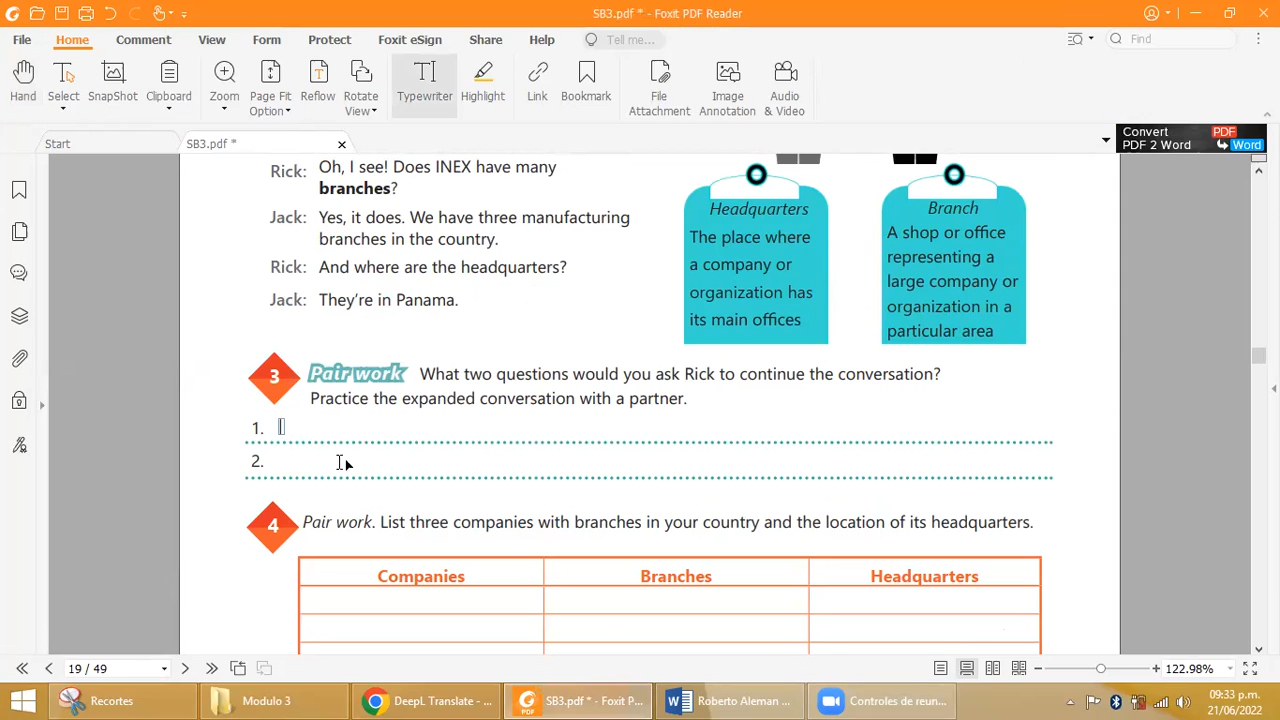 SB3.pdf * - Foxit PDF Reader
File Home Comment View Form Protect Foxit eSign Share Help Tell me... Find
Hand Select SnapShot Clipboard Zoom Page Fit Option Reflow Rotate View Typewriter Highlight Link Bookmark File Attachment Image Annotation Audio & Video
Start SB3.pdf * Convert PDF 2 Word PDF Word
Rick: Oh, I see! Does INEX have many
branches?
Jack: Yes, it does. We have three manufacturing
branches in the country.
Rick: And where are the headquarters?
Jack: They're in Panama.
Headquarters
The place where
a company or
organization has
its main offices
Branch
A shop or office
representing a
large company or
organization in a
particular area
3 Pair work What two questions would you ask Rick to continue the conversation?
Practice the expanded conversation with a partner.
1.
2.
4 Pair work. List three companies with branches in your country and the location of its headquarters.
Companies Branches Headquarters
19 / 49 122.98%
Recortes Modulo 3 DeepL Translate - ... SB3.pdf * - Foxit P... Roberto Aleman ... Controles de reun... 09:33 p.m.
21/06/2022